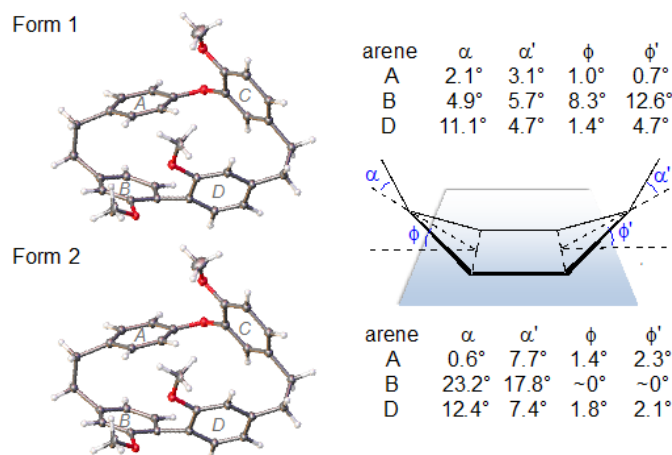 Form 1
A
C
B
D
arene α α' ϕ ϕ'
A 2.1° 3.1° 1.0° 0.7°
B 4.9° 5.7° 8.3° 12.6°
D 11.1° 4.7° 1.4° 4.7°
α α'
ϕ ϕ'
Form 2
A
C
B
D
arene α α' ϕ ϕ'
A 0.6° 7.7° 1.4° 2.3°
B 23.2° 17.8° ~0° ~0°
D 12.4° 7.4° 1.8° 2.1°